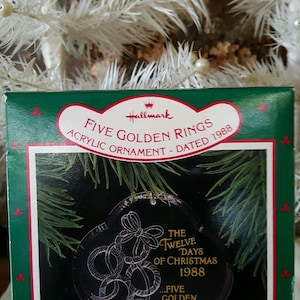 Hallmark
FIVE GOLDEN RINGS
ACRYLIC ORNAMENT - DATED 1988
THE
TWELVE
DAYS
OF CHRISTMAS
1988
...FIVE
GOLDEN